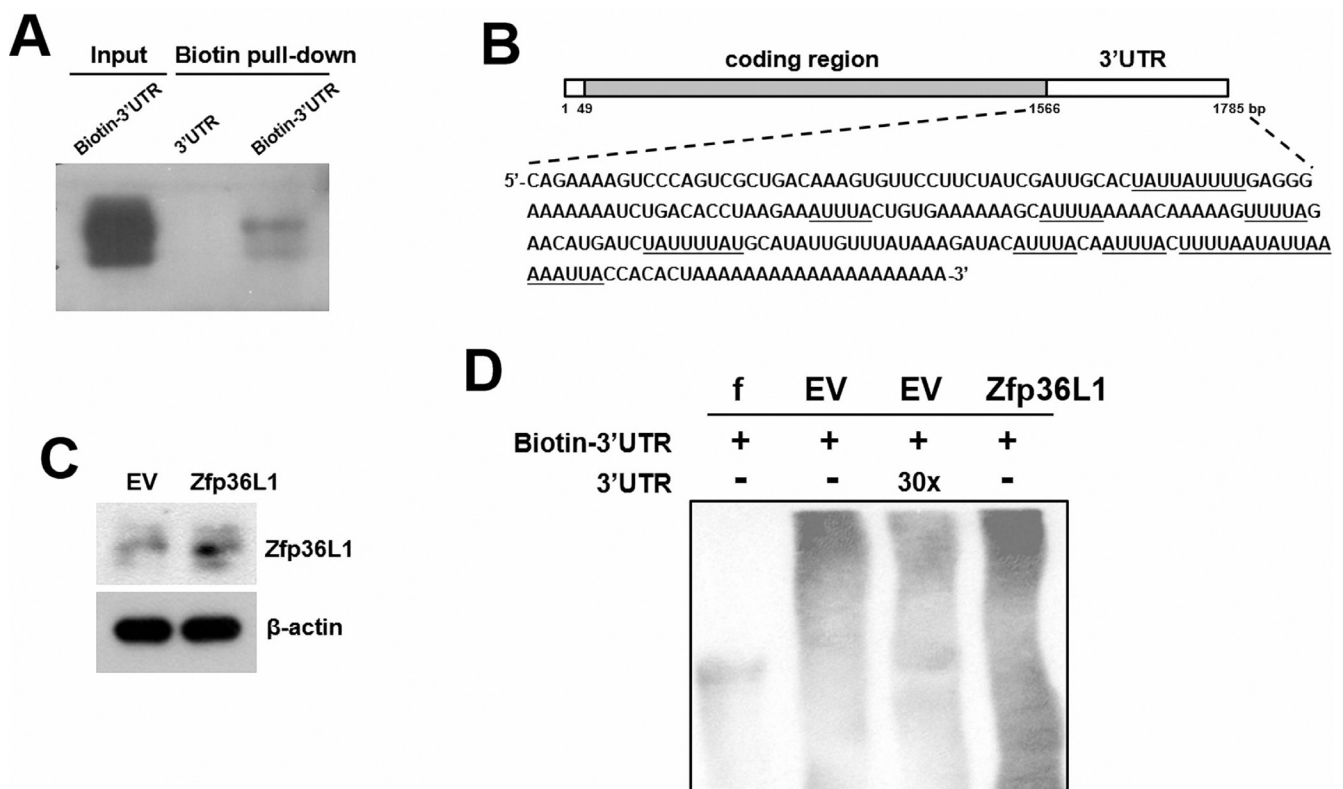 A
Input Biotin pull-down
Biotin-3'UTR 3'UTR Biotin-3'UTR
B
coding region 3'UTR
1 49 1566 1785 bp
5'-CAGAAAAGUCCCAGUCGCUGACAAAGUGUUCCUUCUAUCGAUUGCACUAUUAUUUUGAGGG
AAAAAAAUCUGACACCUAAGAAAUUUACUGUGAAAAAAGCAUUUAAAAACAAAAAGUUUUAG
AACAUGAUCUAUUUUAUGCAUAUUGUUUAUAAAGAUACAUUUACAAUUUACUUUUAAUAUUAA
AAAUUACCACACUAAAAAAAAAAAAAAAAAAAA-3'
C
EV Zfp36L1
Zfp36L1
β-actin
D
f EV EV Zfp36L1
Biotin-3'UTR + + + +
3'UTR - - 30x -